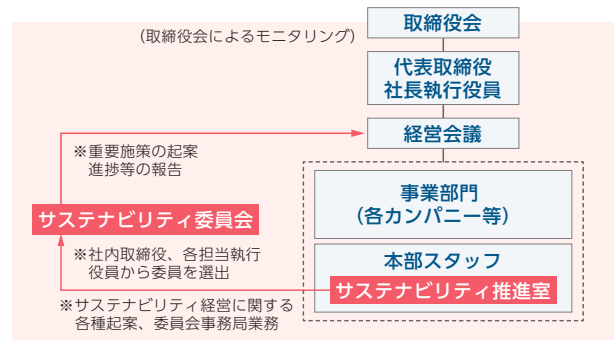 取締役会
(取締役会によるモニタリング)
代表取締役
社長執行役員
経営会議
※重要施策の起案
進捗等の報告
事業部門
(各カンパニー等)
サステナビリティ委員会
※社内取締役、各担当執行
役員から委員を選出
本部スタッフ
サステナビリティ推進室
※サステナビリティ経営に関する
各種起案、委員会事務局業務